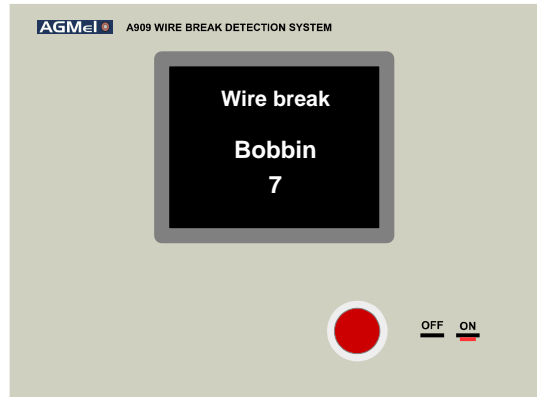 AGMel A909 WIRE BREAK DETECTION SYSTEM
Wire break
Bobbin
7
OFF ON